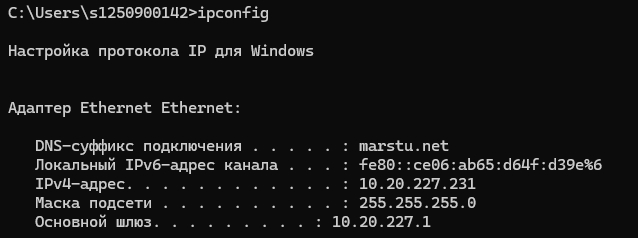 C:\Users\s1250900142>ipconfig
Настройка протокола IP для Windows
Адаптер Ethernet Ethernet:
DNS-суффикс подключения . . . . . : marstu.net
Локальный IPv6-адрес канала . . . : fe80::ce06:ab65:d64f:d39e%6
IPv4-адрес. . . . . . . . . . . . : 10.20.227.231
Маска подсети . . . . . . . . . . : 255.255.255.0
Основной шлюз. . . . . . . . . : 10.20.227.1